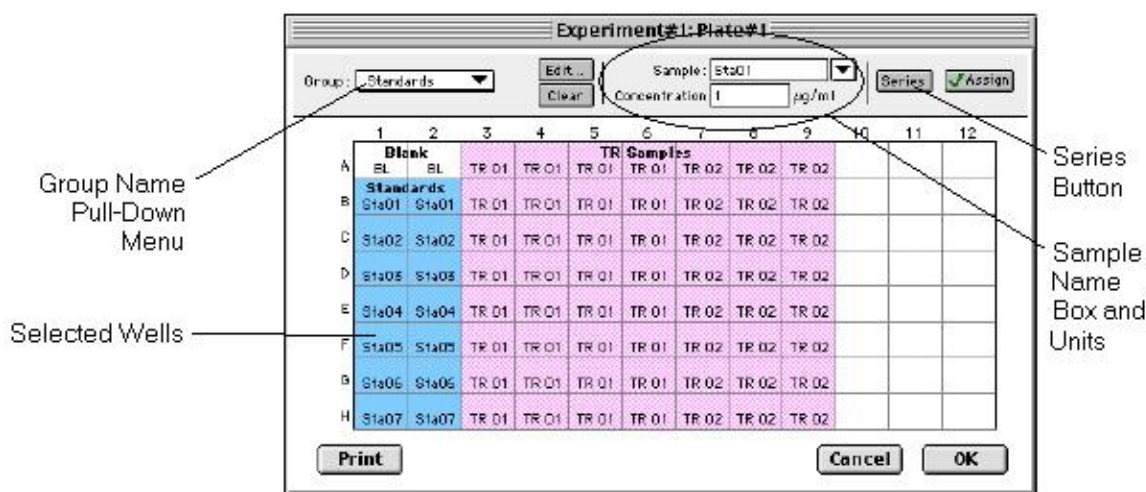 Experiment#1: Plate#1
Group: Standards Edit... Sample: Sta01 Series Assign
Clear Concentration 1 µg/ml
1 2 3 4 5 6 7 8 9 10 11 12
Blank TR Samples
A BL BL TR 01 TR 01 TR 01 TR 01 TR 02 TR 02 TR 02
Standards
B Sta01 Sta01 TR 01 TR 01 TR 01 TR 01 TR 02 TR 02 TR 02
C Sta02 Sta02 TR 01 TR 01 TR 01 TR 01 TR 02 TR 02 TR 02
D Sta03 Sta03 TR 01 TR 01 TR 01 TR 01 TR 02 TR 02 TR 02
E Sta04 Sta04 TR 01 TR 01 TR 01 TR 01 TR 02 TR 02 TR 02
F Sta05 Sta05 TR 01 TR 01 TR 01 TR 01 TR 02 TR 02 TR 02
G Sta06 Sta06 TR 01 TR 01 TR 01 TR 01 TR 02 TR 02 TR 02
H Sta07 Sta07 TR 01 TR 01 TR 01 TR 01 TR 02 TR 02 TR 02
Print Cancel OK
Group Name
Pull-Down
Menu
Selected Wells
Series
Button
Sample
Name
Box and
Units